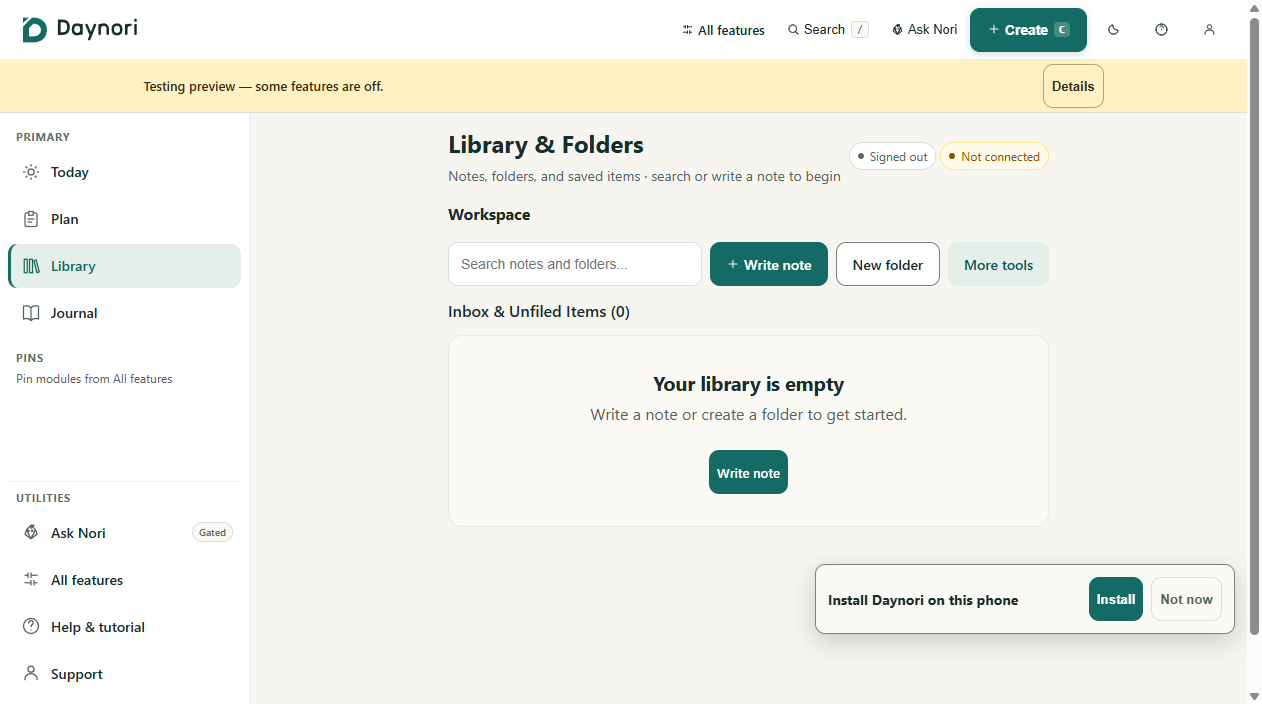 Daynori
All features
Search /
Ask Nori
+ Create C
Testing preview — some features are off.
Details
PRIMARY
Today
Plan
Library
Journal
PINS
Pin modules from All features
UTILITIES
Ask Nori
Gated
All features
Help & tutorial
Support
Library & Folders
Notes, folders, and saved items · search or write a note to begin
Signed out
Not connected
Workspace
Search notes and folders...
+ Write note
New folder
More tools
Inbox & Unfiled Items (0)
Your library is empty
Write a note or create a folder to get started.
Write note
Install Daynori on this phone
Install
Not now